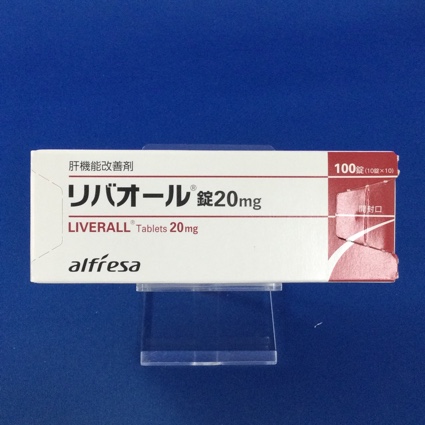 肝機能改善剤
100錠(10錠×10)
リバオール®錠20mg
開封口
LIVERALL® Tablets 20mg
alfresa